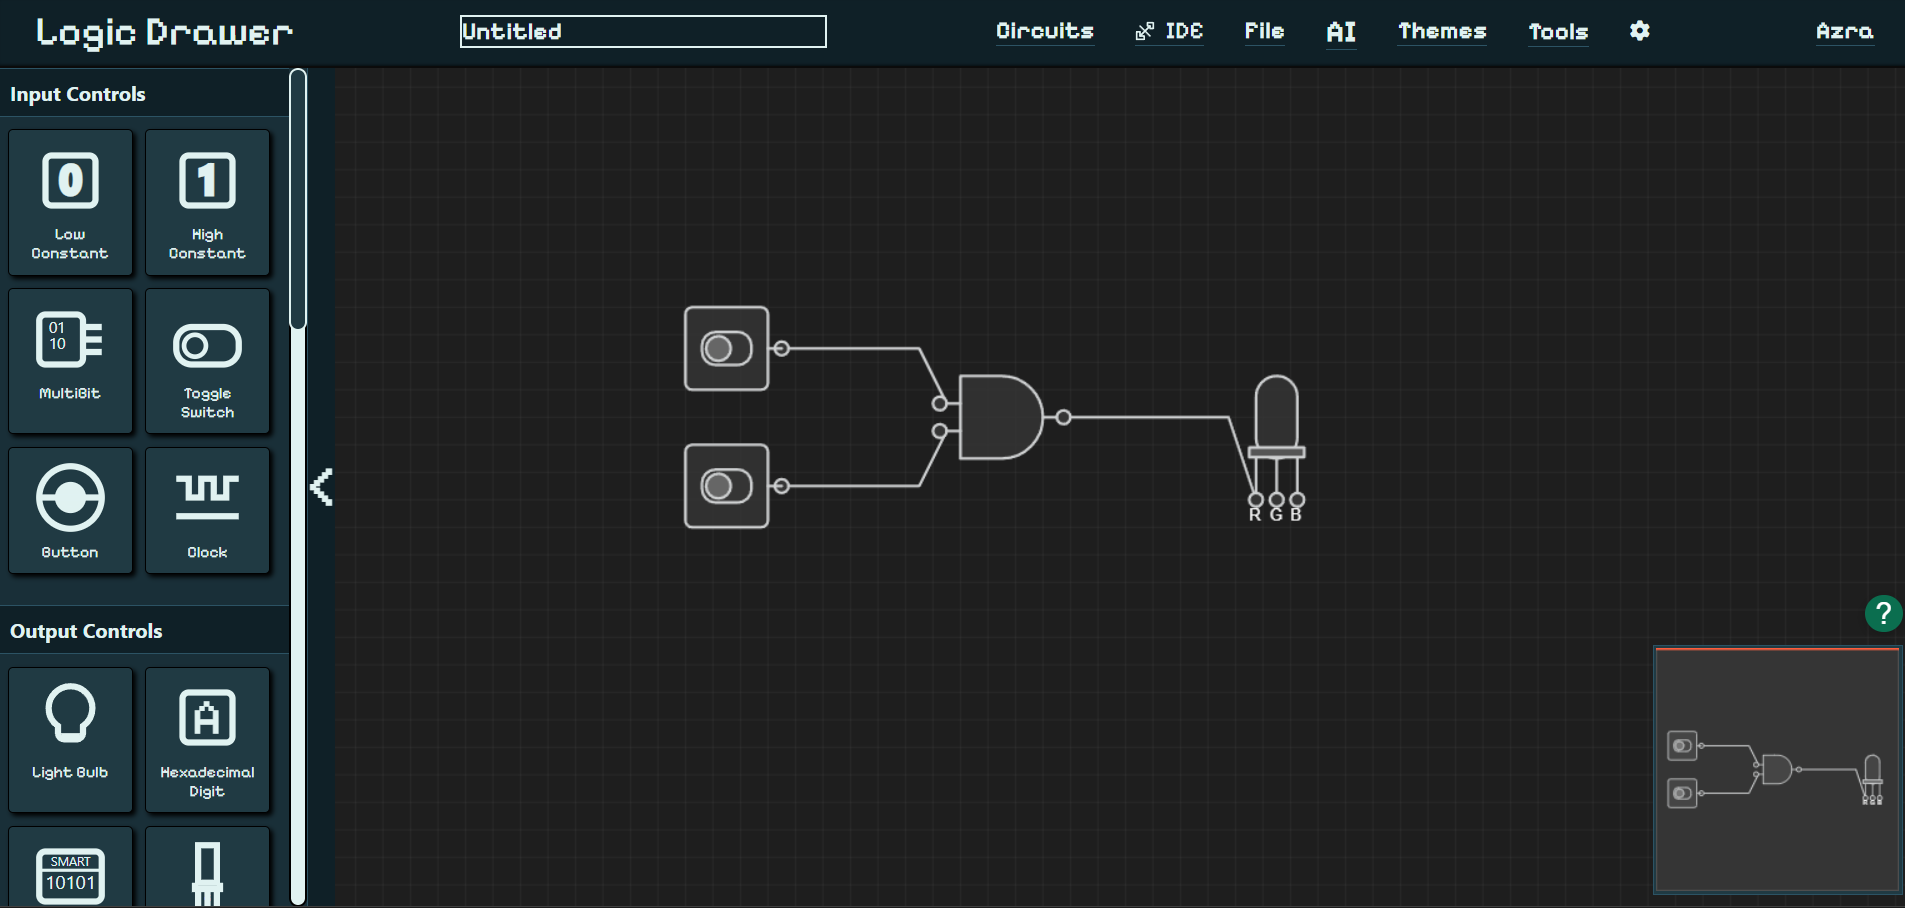 Logic Drawer
Untitled
Circuits
IDE
File
AI
Themes
Tools
Azra
Input Controls
0
1
Low
Constant
High
Constant
01
10
MultiBit
Toggle
Switch
Button
Clock
Output Controls
Light Bulb
A
Hexadecimal
Digit
SMART
10101
R G B
?